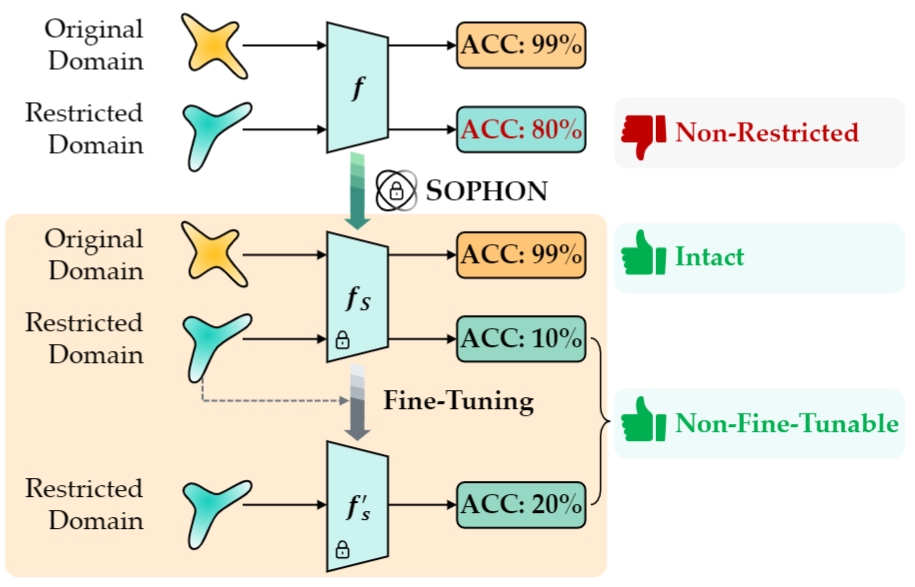 Original
Domain
f
ACC: 99%
Restricted
Domain
ACC: 80%
Non-Restricted
SOPHON
Original
Domain
ACC: 99%
Intact
f_S
Restricted
Domain
ACC: 10%
Fine-Tuning
Non-Fine-Tunable
Restricted
Domain
f'_s
ACC: 20%